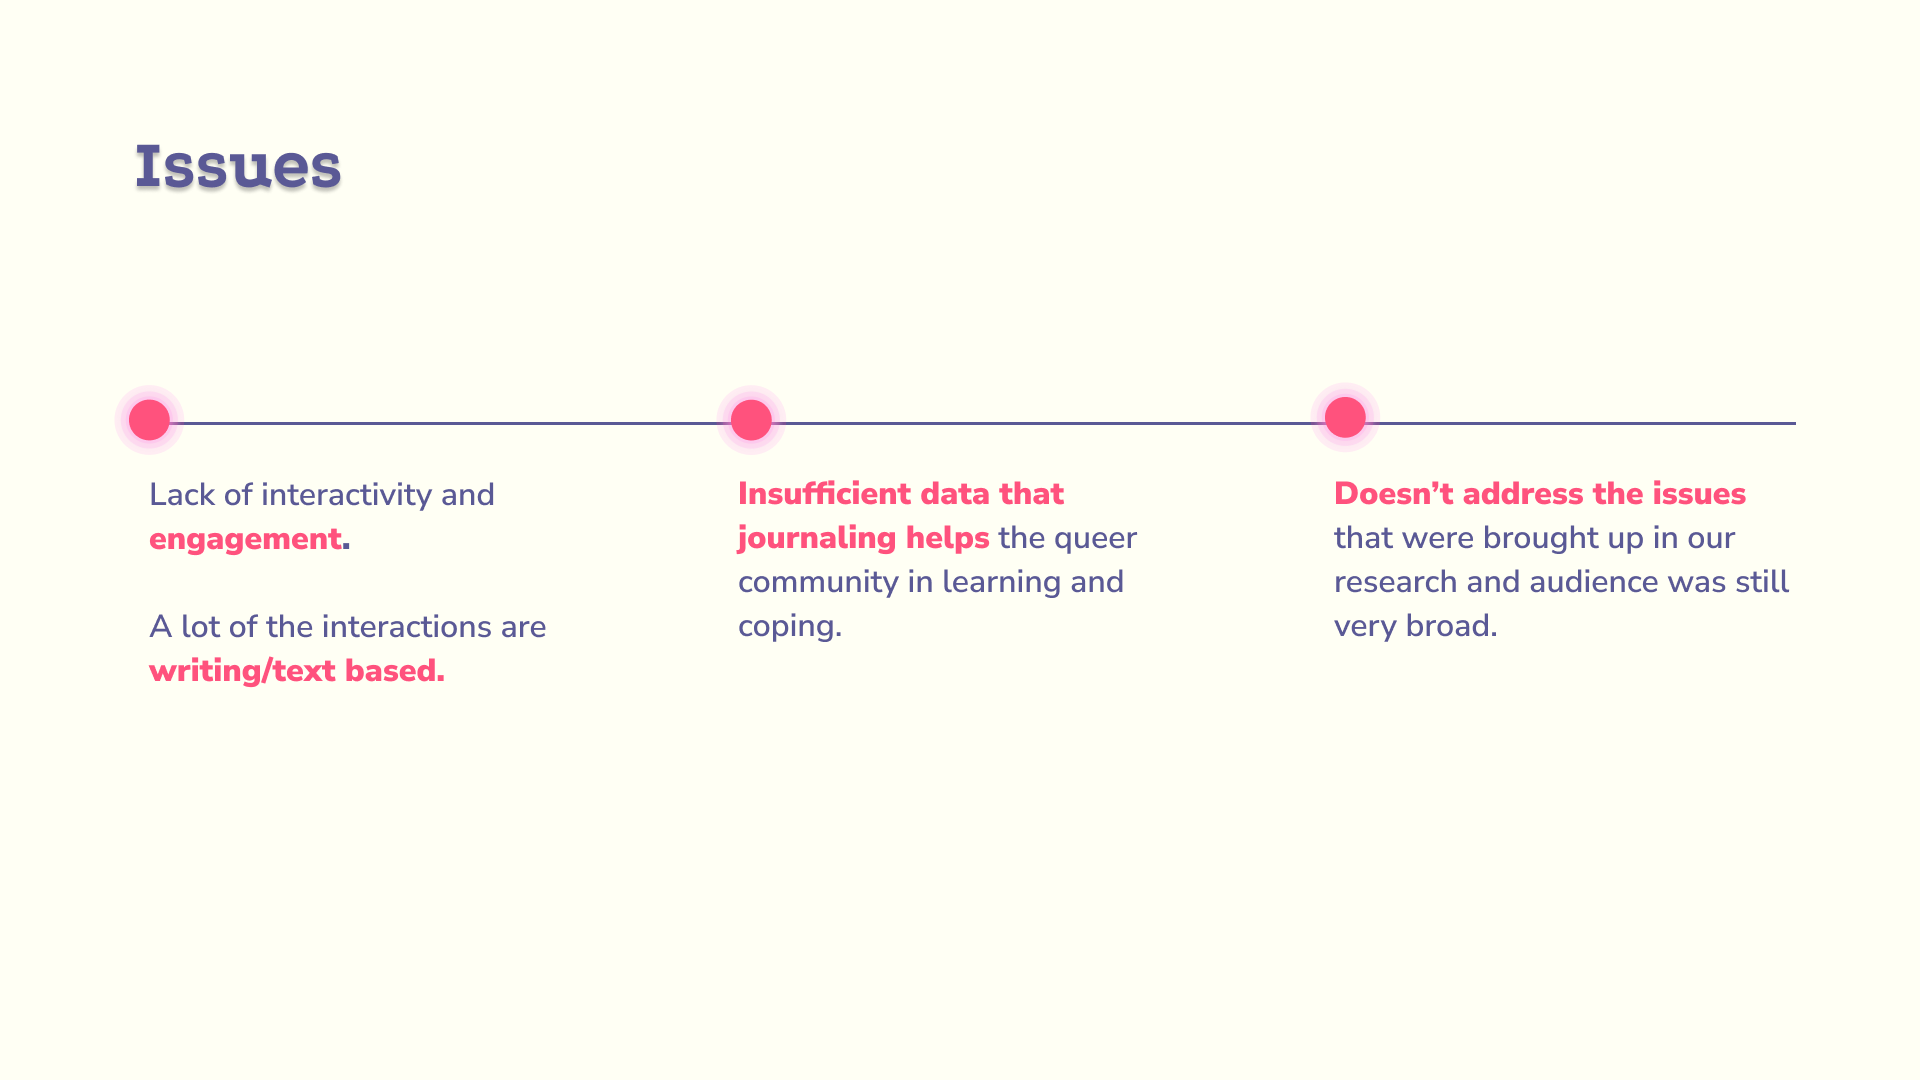 Issues
Lack of interactivity and
engagement.
A lot of the interactions are
writing/text based.
Insufficient data that
journaling helps the queer
community in learning and
coping.
Doesn’t address the issues
that were brought up in our
research and audience was still
very broad.